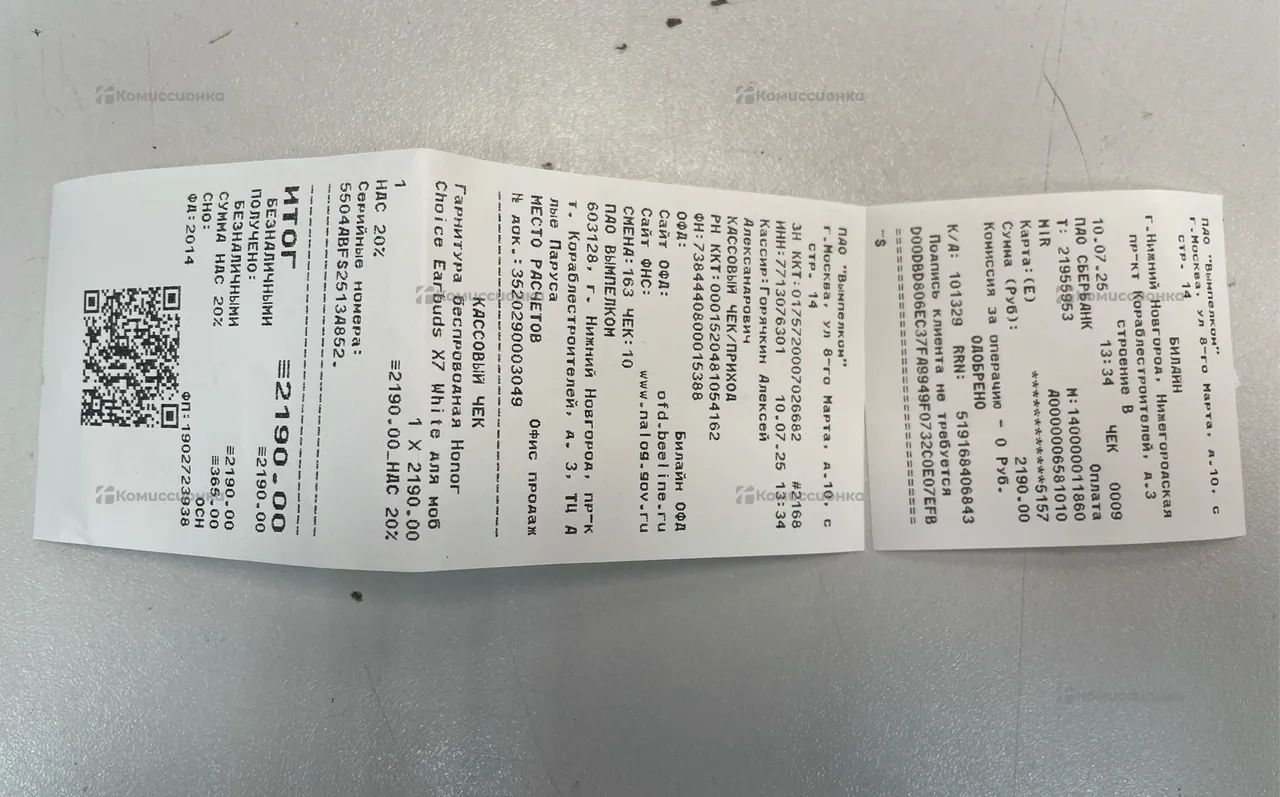 ПАО "Вымпелком"
г.Москва, ул 8-го Марта, д.10, с
стр. 14
БИЛАЙН
г.Нижний Новгород, Нижегородская
пр-кт Кораблестроителей, д.3
строение В
10.07.25 13:34 ЧЕК 0009
ПАО СБЕРБАНК Оплата
Т: 21955953 М:140000011860
MIR A0000006581010
Карта:(Е) ************5157
Сумма (Руб): 2190.00
Комиссия за операцию - 0 Руб.
ОДОБРЕНО
К/А: 101329 RRN: 519168406843
Подпись клиента не требуется
D0DDBD806EC37FA9949F0732C0E07EFB
================================
~S
ПАО "Вымпелком"
г.Москва, ул 8-го Марта, д.10, с
стр. 14
ЗН ККТ:01757200070266­82 #2168
ИНН:7713076301 10.07.25 13:34
Кассир:Горячкин Алексей
Александрович
КАССОВЫЙ ЧЕК/ПРИХОД
РН ККТ:0001520481054162
ФН:7384440800015388
ОФД: Билайн ОФД
Сайт ОФД: ofd.beeline.ru
Сайт ФНС: www.nalog.gov.ru
СМЕНА:163 ЧЕК:10
ПАО ВЫМПЕЛКОМ
603128, г. Нижний Новгород, пр-к
т. Кораблестроителей, д. 3, ТЦ А
лые Паруса
МЕСТО РАСЧЕТОВ Офис продаж
№ док.:3520290003049
КАССОВЫЙ ЧЕК
Гарнитура беспроводная Honor
Choice Earbuds X7 White для моб
1 X 2190.00
1 ≡2190.00_НДС 20%
НДС 20%
Серийные номера:
5504ABF$2513A852.
ИТОГ ≡2190.00
БЕЗНАЛИЧНЫМИ ≡2190.00
ПОЛУЧЕНО:
БЕЗНАЛИЧНЫМИ ≡2190.00
СУММА НДС 20% ≡365.00
СНО: ОСН
ФД:2014 ФП:1902723938
Комиссионка
Комиссионка
Комиссионка
Комиссионка
Комиссионка
Комиссионка
Комиссионка